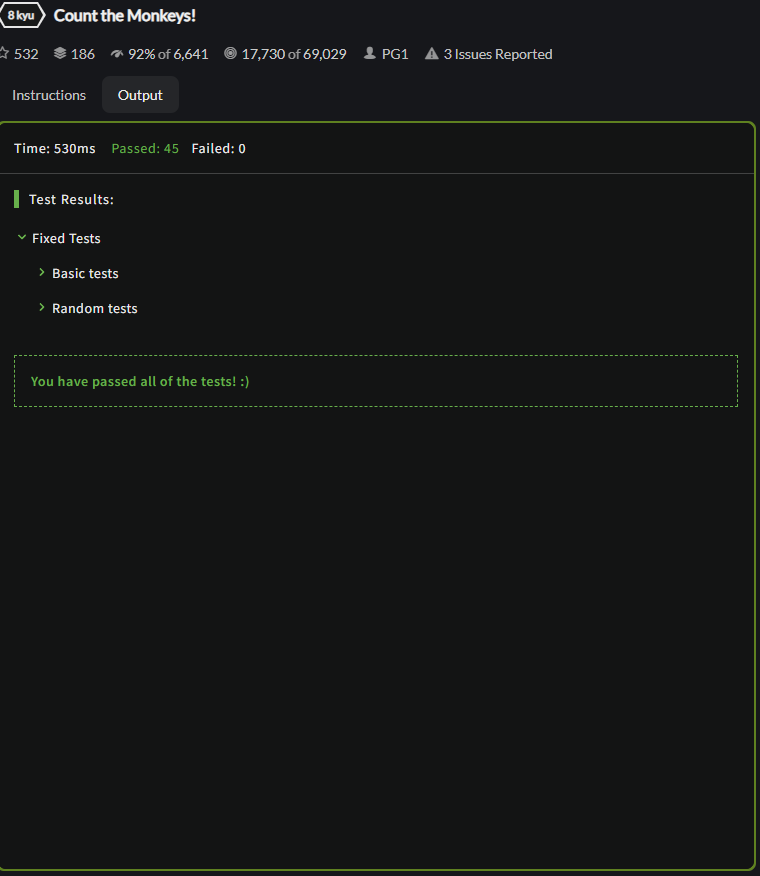 8 kyu Count the Monkeys!
532 186 92% of 6,641 17,730 of 69,029 PG1 3 Issues Reported
Instructions Output
Time: 530ms Passed: 45 Failed: 0
Test Results:
Fixed Tests
Basic tests
Random tests
You have passed all of the tests! :)